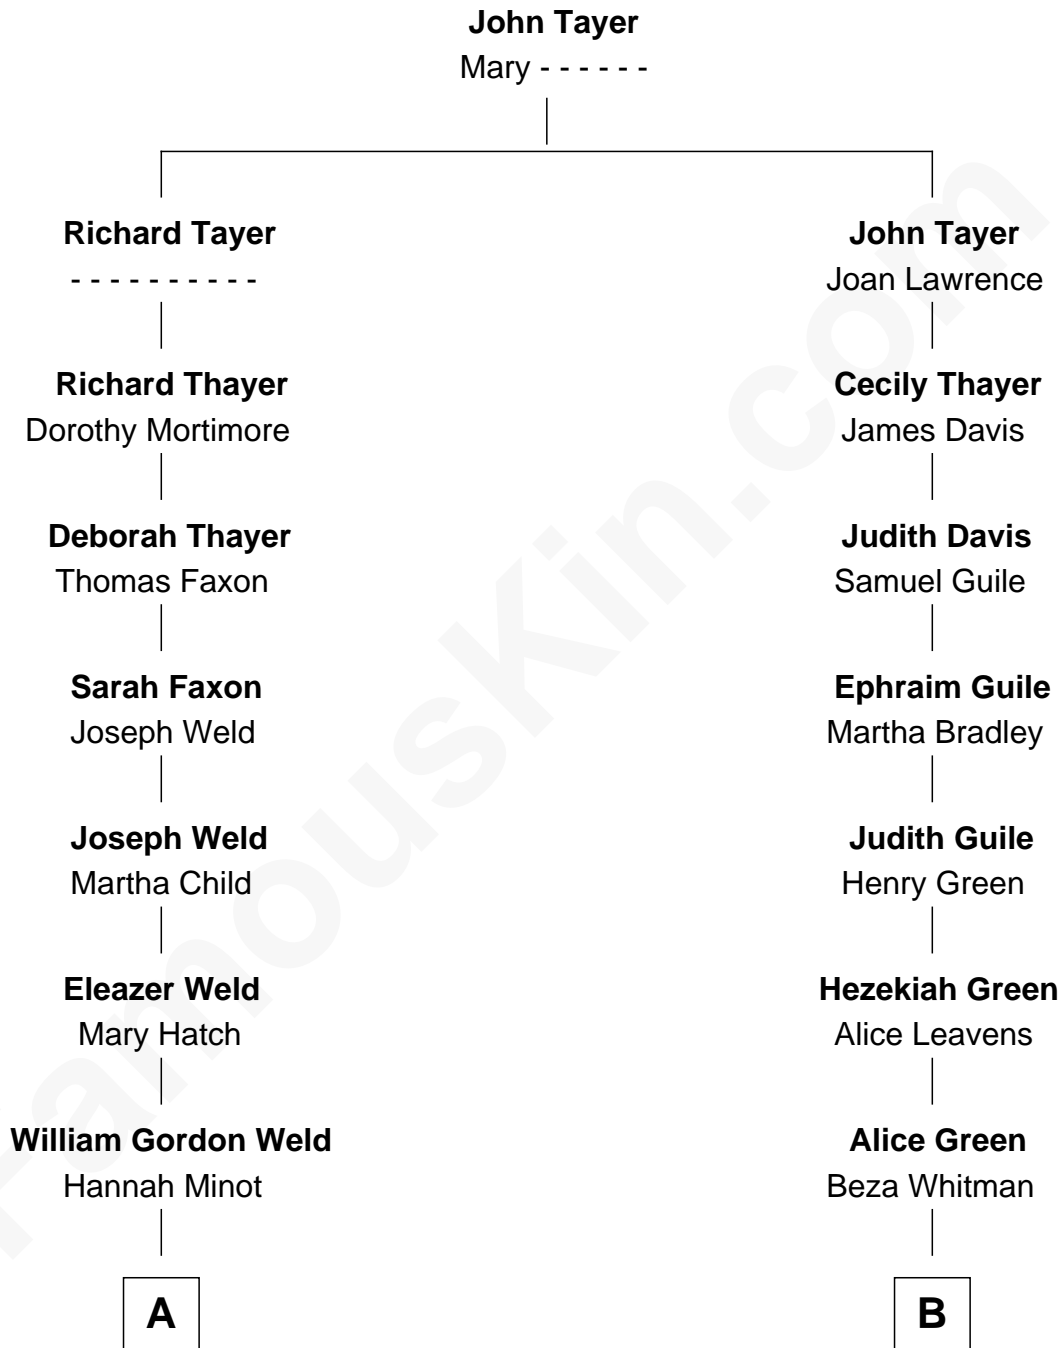 John Tayer
Mary - - - - - -
Richard Tayer
- - - - - - - - - -
John Tayer
Joan Lawrence
Richard Thayer
Dorothy Mortimore
Cecily Thayer
James Davis
Deborah Thayer
Thomas Faxon
Judith Davis
Samuel Guile
Sarah Faxon
Joseph Weld
Ephraim Guile
Martha Bradley
Joseph Weld
Martha Child
Judith Guile
Henry Green
Eleazer Weld
Mary Hatch
Hezekiah Green
Alice Leavens
William Gordon Weld
Hannah Minot
Alice Green
Beza Whitman
A
B
FamousKin.com